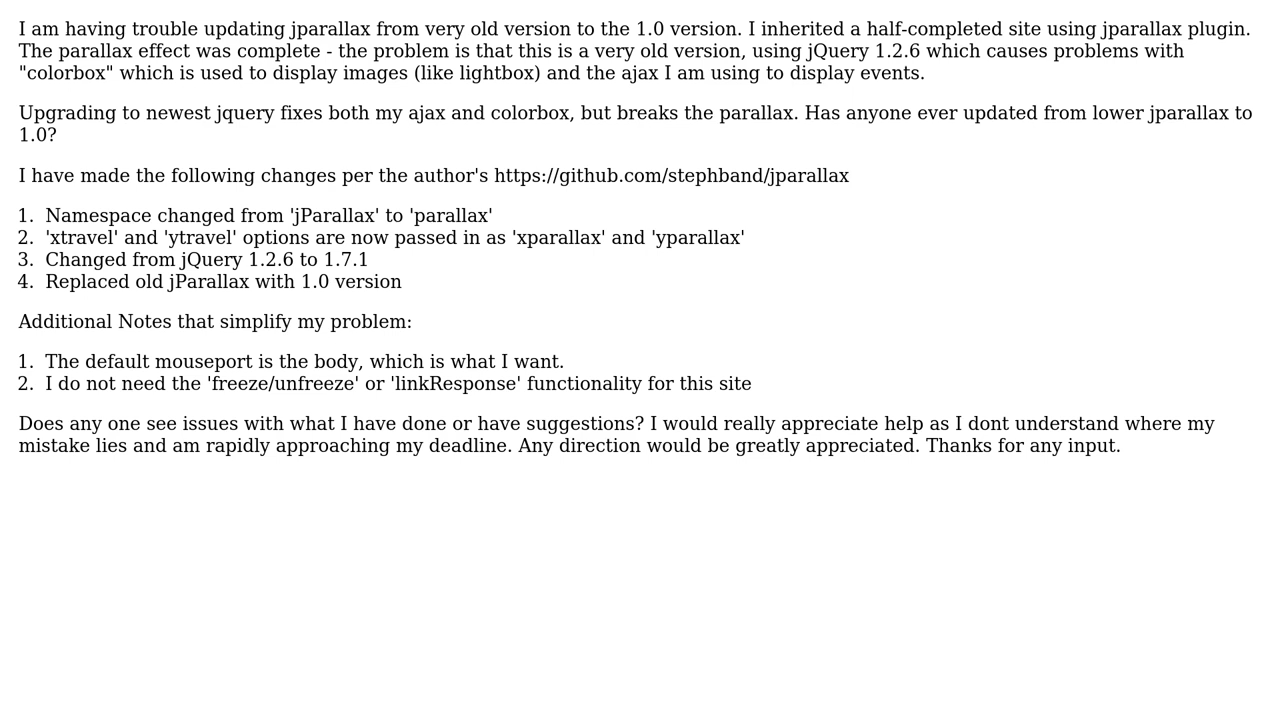 I am having trouble updating jparallax from very old version to the 1.0 version. I inherited a half-completed site using jparallax plugin.
The parallax effect was complete - the problem is that this is a very old version, using jQuery 1.2.6 which causes problems with
"colorbox" which is used to display images (like lightbox) and the ajax I am using to display events.
Upgrading to newest jquery fixes both my ajax and colorbox, but breaks the parallax. Has anyone ever updated from lower jparallax to
1.0?
I have made the following changes per the author's https://github.com/stephband/jparallax
1. Namespace changed from 'jParallax' to 'parallax'
2. 'xtravel' and 'ytravel' options are now passed in as 'xparallax' and 'yparallax'
3. Changed from jQuery 1.2.6 to 1.7.1
4. Replaced old jParallax with 1.0 version
Additional Notes that simplify my problem:
1. The default mouseport is the body, which is what I want.
2. I do not need the 'freeze/unfreeze' or 'linkResponse' functionality for this site
Does any one see issues with what I have done or have suggestions? I would really appreciate help as I dont understand where my
mistake lies and am rapidly approaching my deadline. Any direction would be greatly appreciated. Thanks for any input.